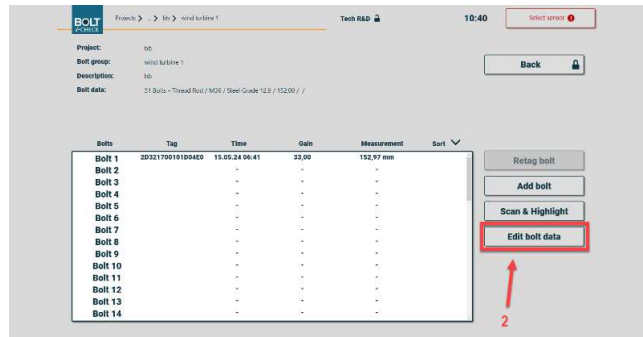 BOLT
✓CHECK
Projects > .. > bb > wind turbine 1
Tech R&D
10:40
Select sensor
Project: bb
Bolt group: wind turbine 1
Description: bb
Bolt data: 51 Bolts - Thread Rod / M36 / Steel Grade 12.9 / 152,00 / /
Back
Bolts Tag Time Gain Measurement Sort
Bolt 1 2D321700101D04E0 15.05.24 06:41 33,00 152,97 mm
Bolt 2 - - -
Bolt 3 - - -
Bolt 4 - - -
Bolt 5 - - -
Bolt 6 - - -
Bolt 7 - - -
Bolt 8 - - -
Bolt 9 - - -
Bolt 10 - - -
Bolt 11 - - -
Bolt 12 - - -
Bolt 13 - - -
Bolt 14 - - -
Retag bolt
Add bolt
Scan & Highlight
Edit bolt data
2